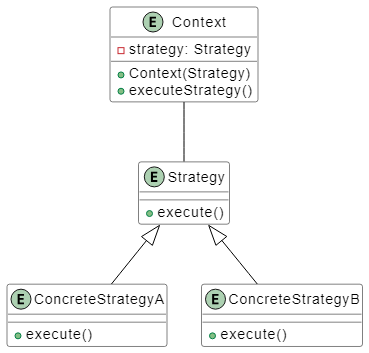 E Context
strategy: Strategy
Context(Strategy)
executeStrategy()
E Strategy
execute()
E ConcreteStrategyA
execute()
E ConcreteStrategyB
execute()